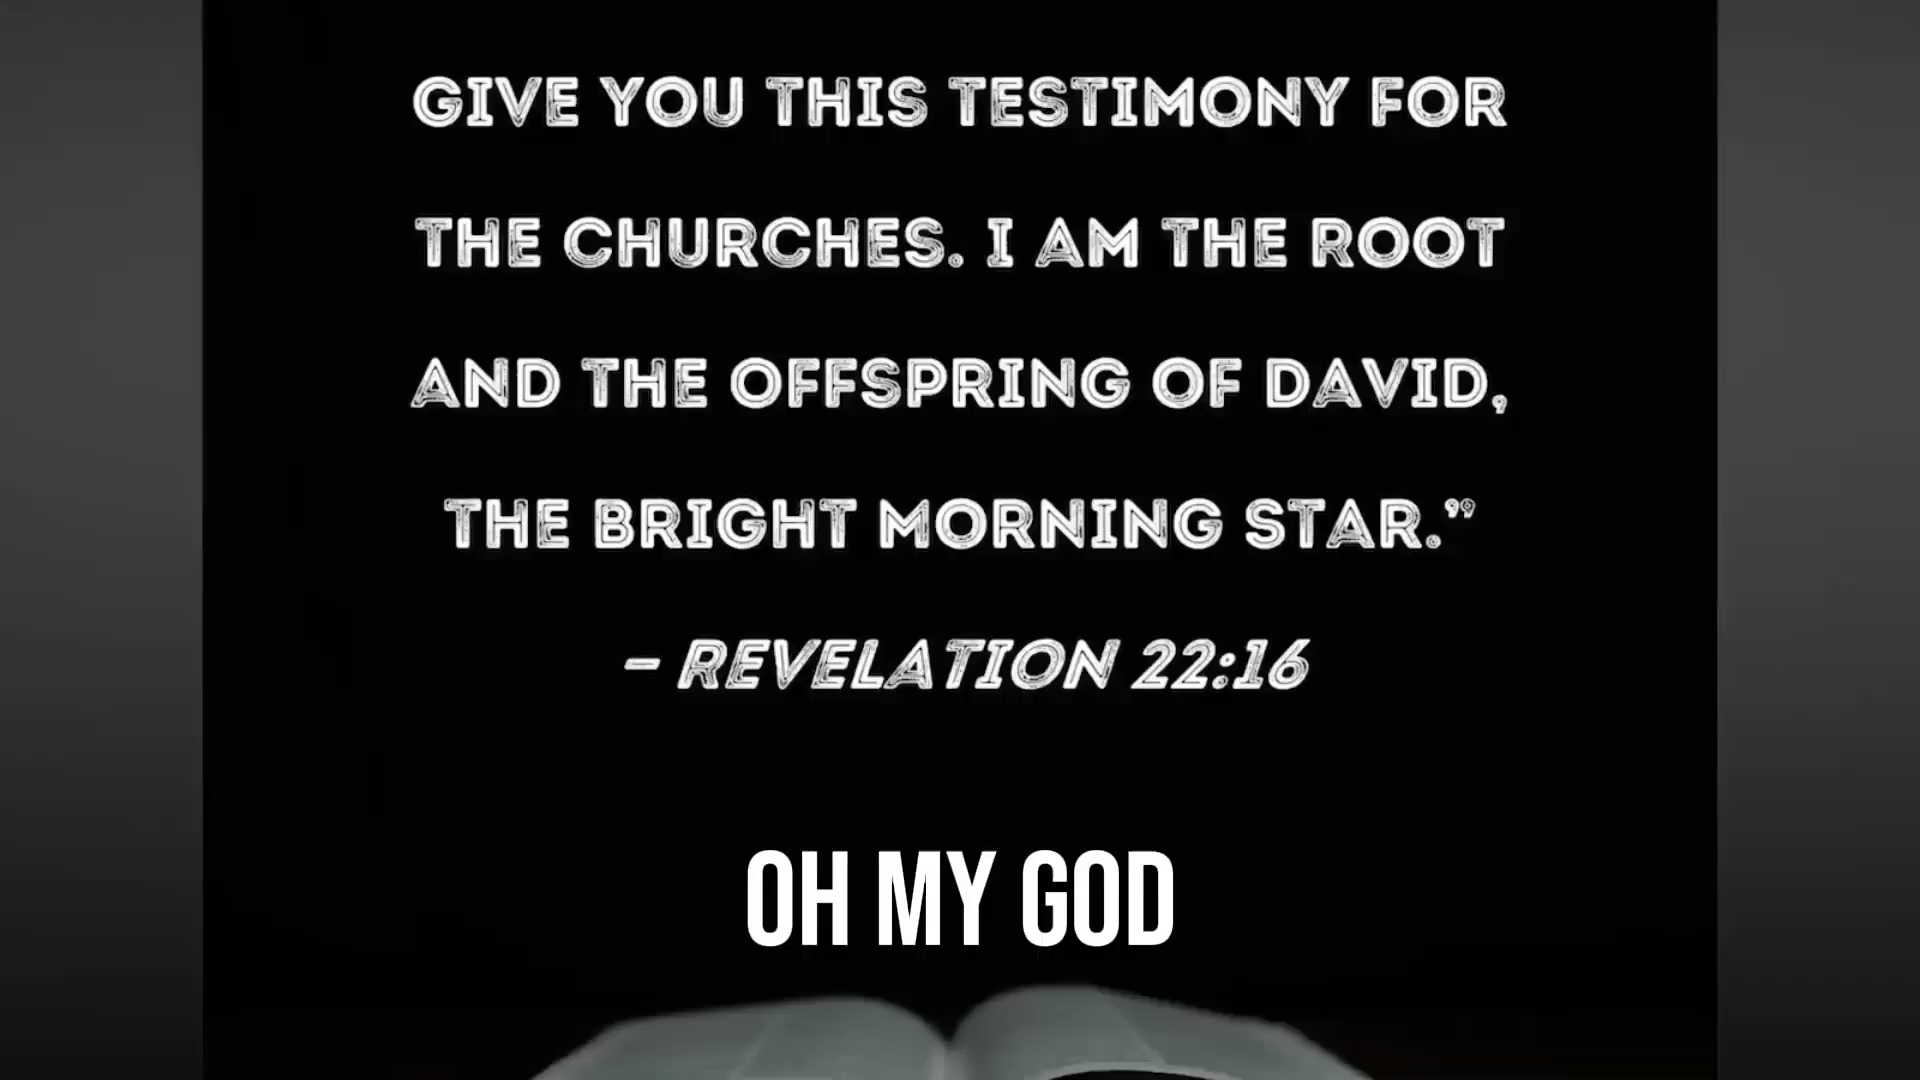 GIVE YOU THIS TESTIMONY FOR
THE CHURCHES. I AM THE ROOT
AND THE OFFSPRING OF DAVID,
THE BRIGHT MORNING STAR.”
– REVELATION 22:16
OH MY GOD